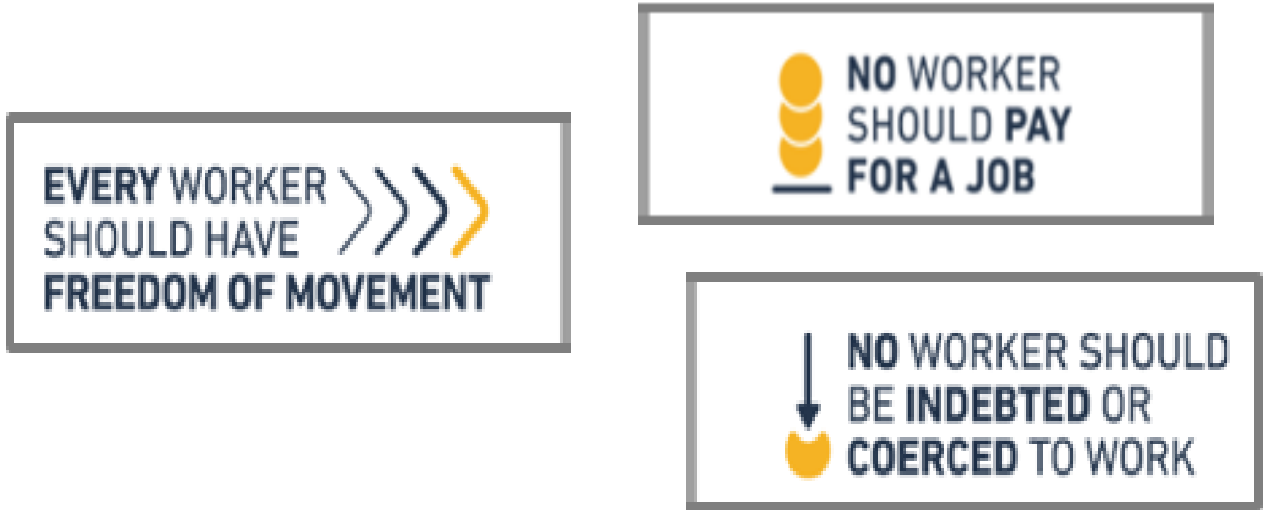 EVERY WORKER
SHOULD HAVE
FREEDOM OF MOVEMENT
NO WORKER
SHOULD PAY
FOR A JOB
NO WORKER SHOULD
BE INDEBTED OR
COERCED TO WORK